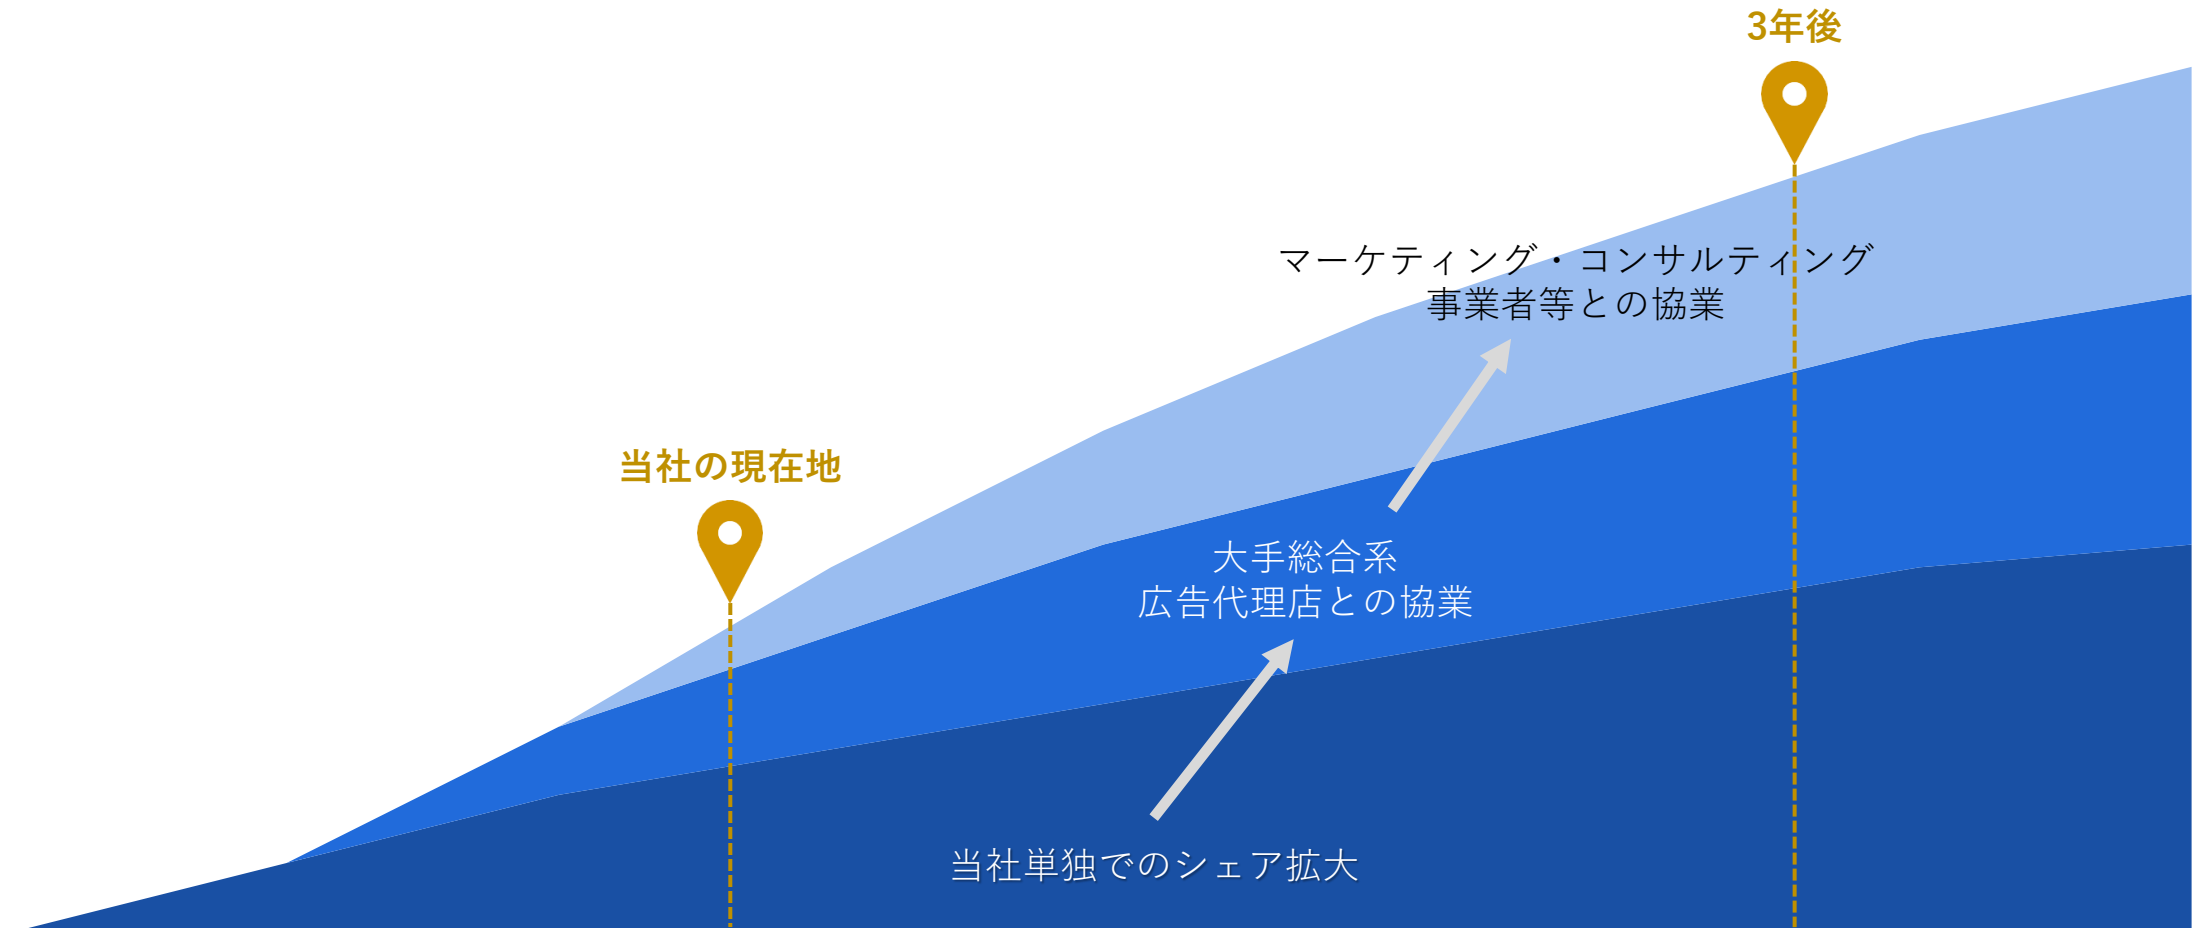 3年後
マーケティング・コンサルティング
事業者等との協業
当社の現在地
大手総合系
広告代理店との協業
当社単独でのシェア拡大